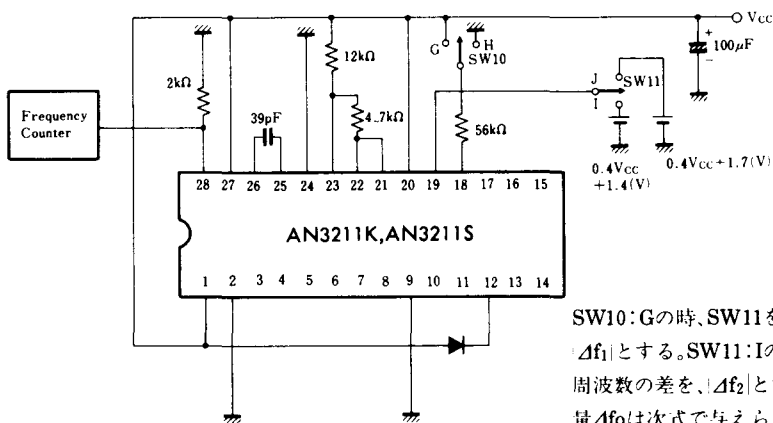 G
H
SW10
Vcc
+
100μF
−
2kΩ
12kΩ
J
SW11
I
Frequency
Counter
39pF
4.7kΩ
56kΩ
0.4Vcc
+1.4(V)
0.4Vcc+1.7(V)
28 27 26 25 24 23 22 21 20 19 18 17 16 15
AN3211K,AN3211S
1 2 3 4 5 6 7 8 9 10 11 12 13 14
SW10:Gの時、SW11を
|Δf₁|とする。SW11:Iの
周波数の差を、|Δf₂|と
量Δfoは次式で与えら